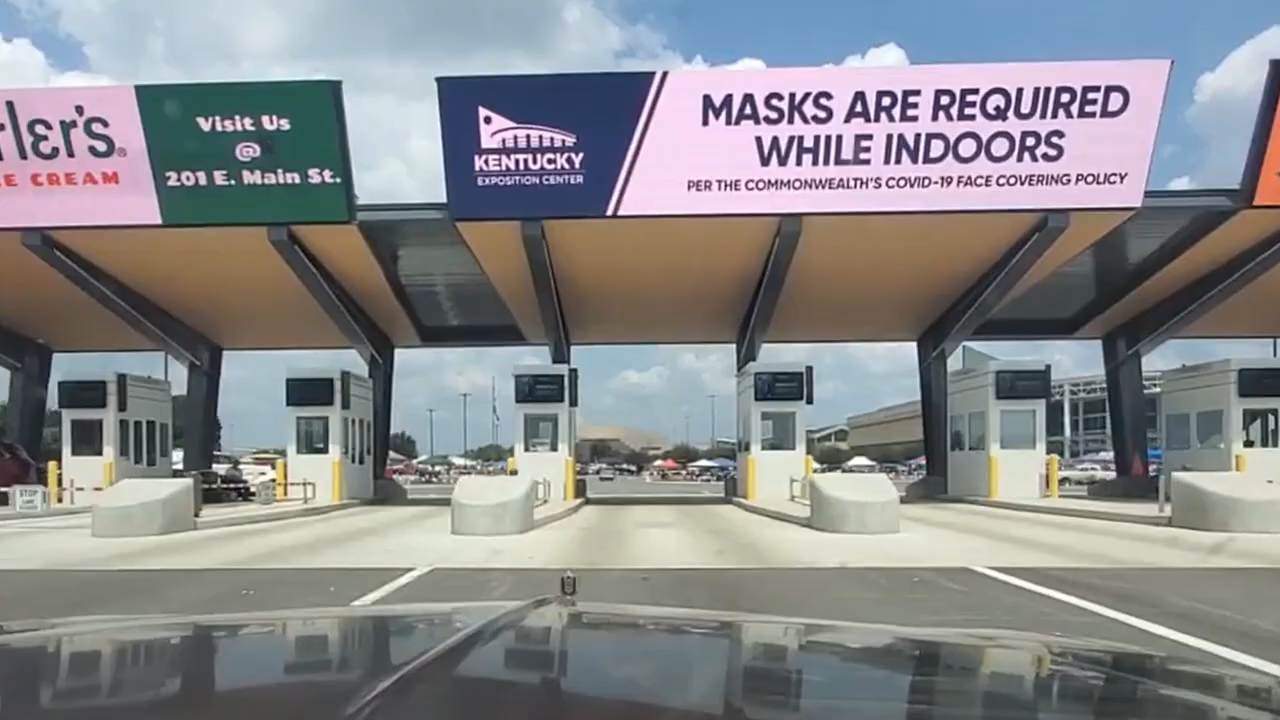 rler's®
E CREAM
Visit Us
@
201 E. Main St.
KENTUCKY
EXPOSITION CENTER
MASKS ARE REQUIRED
WHILE INDOORS
PER THE COMMONWEALTH'S COVID-19 FACE COVERING POLICY
STOP